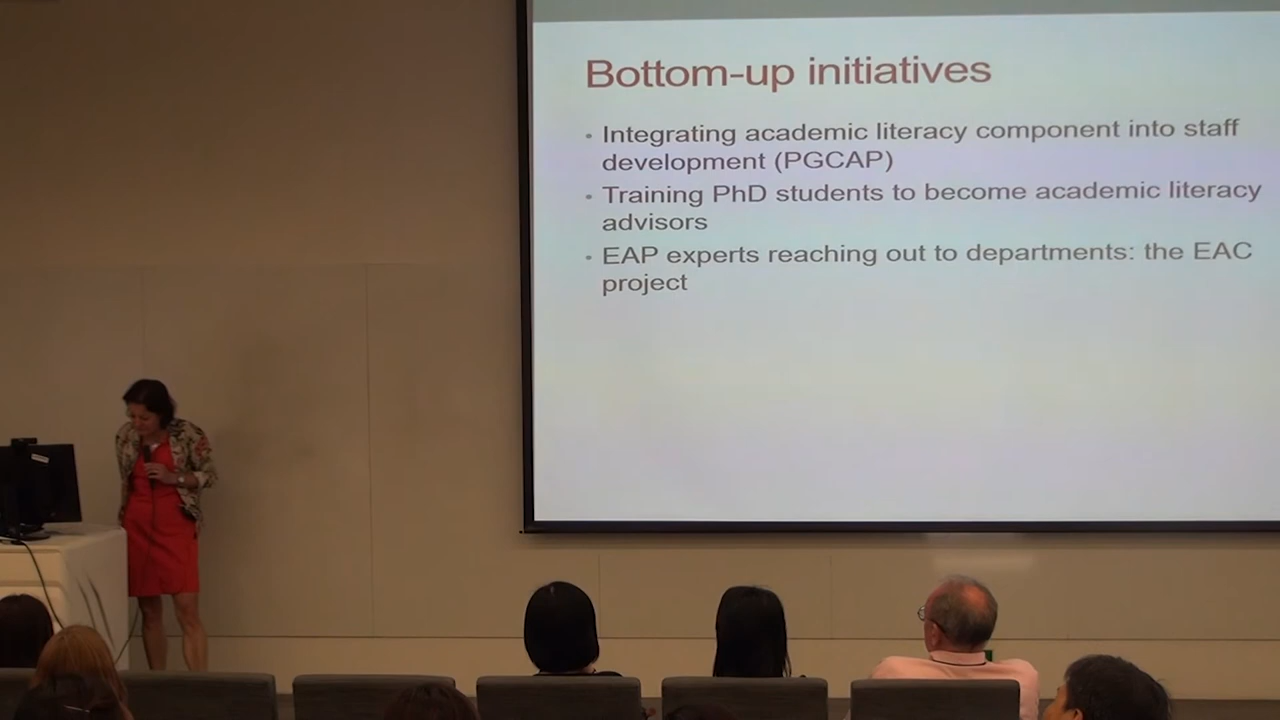 Bottom-up initiatives
• Integrating academic literacy component into staff
development (PGCAP)
• Training PhD students to become academic literacy
advisors
• EAP experts reaching out to departments: the EAC
project